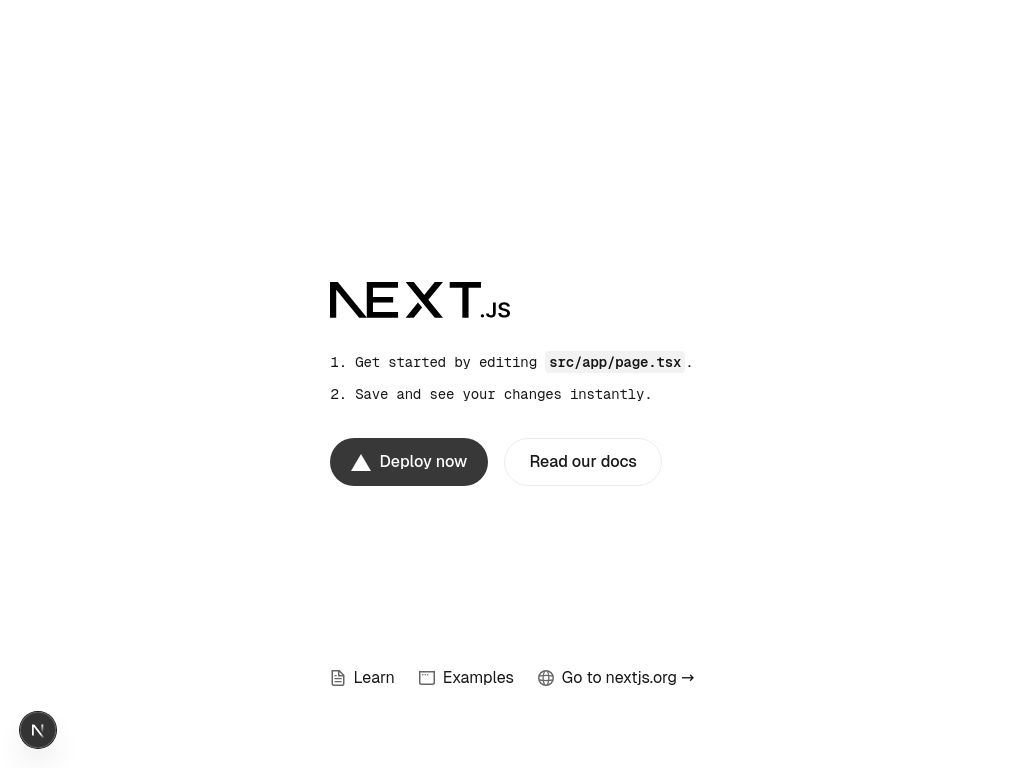 NEXT.JS
1. Get started by editing src/app/page.tsx.
2. Save and see your changes instantly.
Deploy now
Read our docs
Learn
Examples
Go to nextjs.org →
N